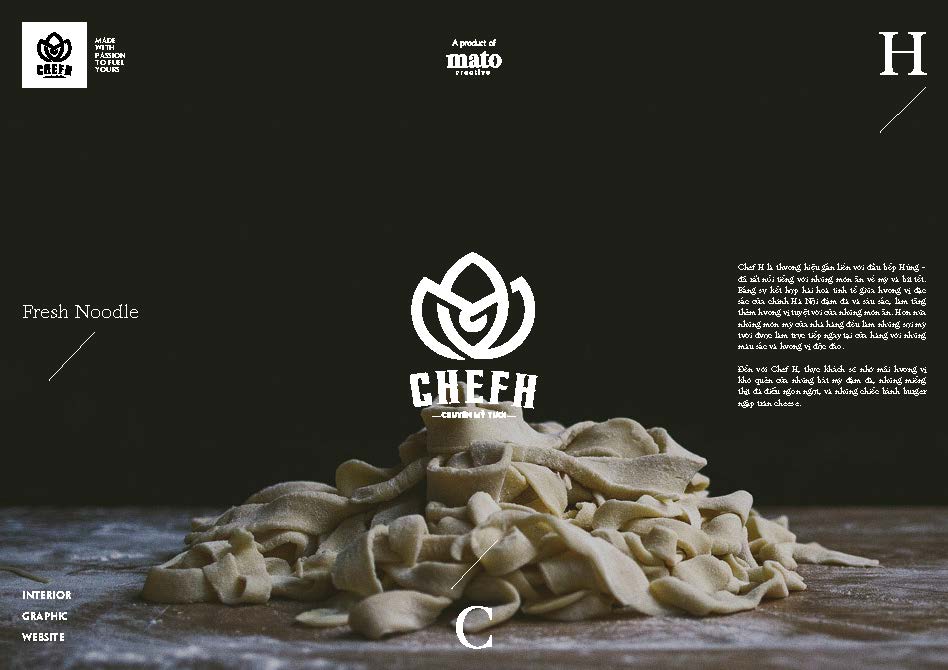 CHEFH
MADE
WITH
PASSION
TO FUEL
YOURS
A product of
mato
creative
H
Fresh Noodle
CHEFH
CHUYÊN MỲ TƯƠI
Chef H là thương hiệu gắn liền với đầu bếp Hùng -
đã rất nổi tiếng với những món ăn về mỳ và bít tết.
Bằng sự kết hợp hài hoà tinh tế giữa hương vị đặc
sắc của chính Hà Nội đậm đà và sâu sắc, làm tăng
thêm hương vị tuyệt vời của những món ăn. Hơn nữa
những món mỳ của nhà hàng đều làm những sợi mỳ
tươi được làm trực tiếp ngay tại cửa hàng với những
màu sắc và hương vị độc đáo.
Đến với Chef H, thực khách sẽ nhớ mãi hương vị
khó quên của những bát mỳ đậm đà, những miếng
thịt đà điểu ngon ngọt, và những chiếc bánh burger
ngập tràn cheese.
INTERIOR
GRAPHIC
WEBSITE
C